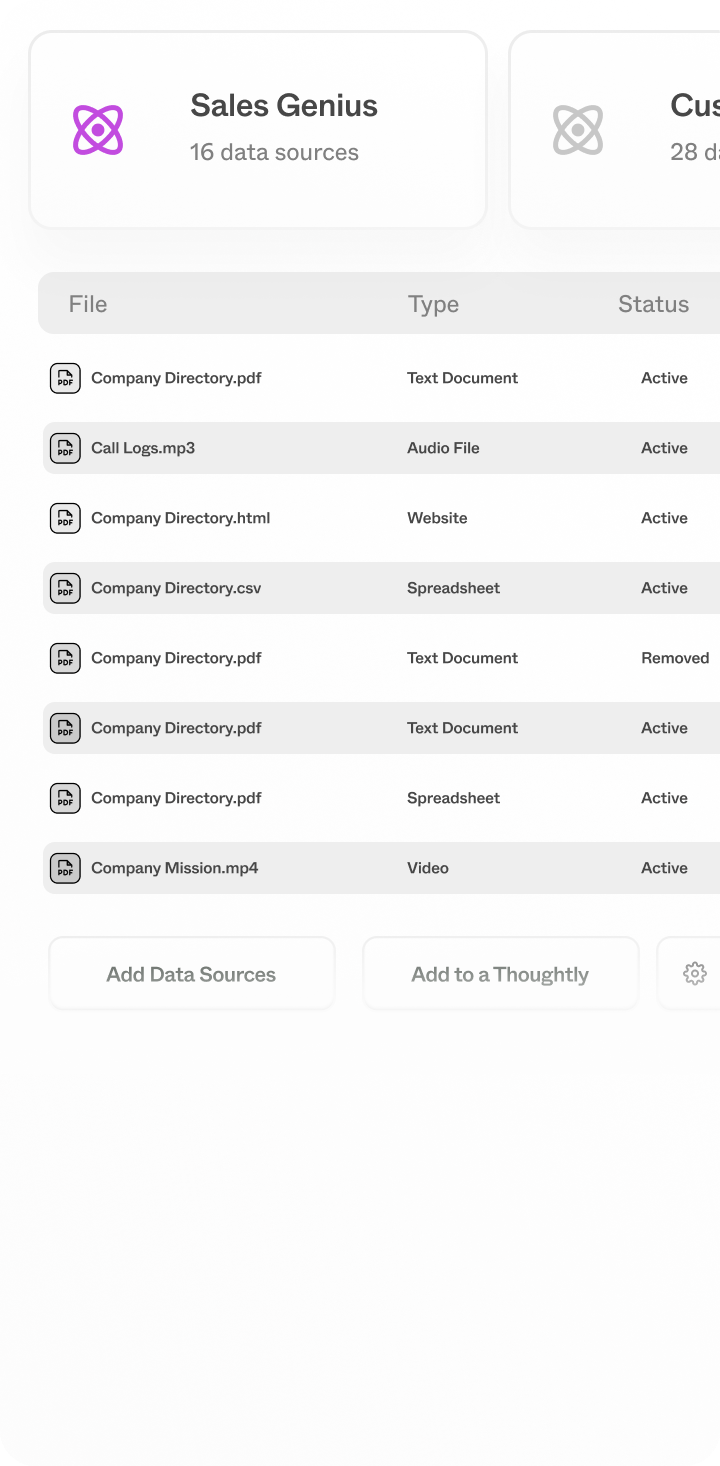 Sales Genius
16 data sources
28
File Type Status
PDF Company Directory.pdf Text Document Active
PDF Call Logs.mp3 Audio File Active
PDF Company Directory.html Website Active
PDF Company Directory.csv Spreadsheet Active
PDF Company Directory.pdf Text Document Removed
PDF Company Directory.pdf Text Document Active
PDF Company Directory.pdf Spreadsheet Active
PDF Company Mission.mp4 Video Active
Add Data Sources Add to a Thoughtly